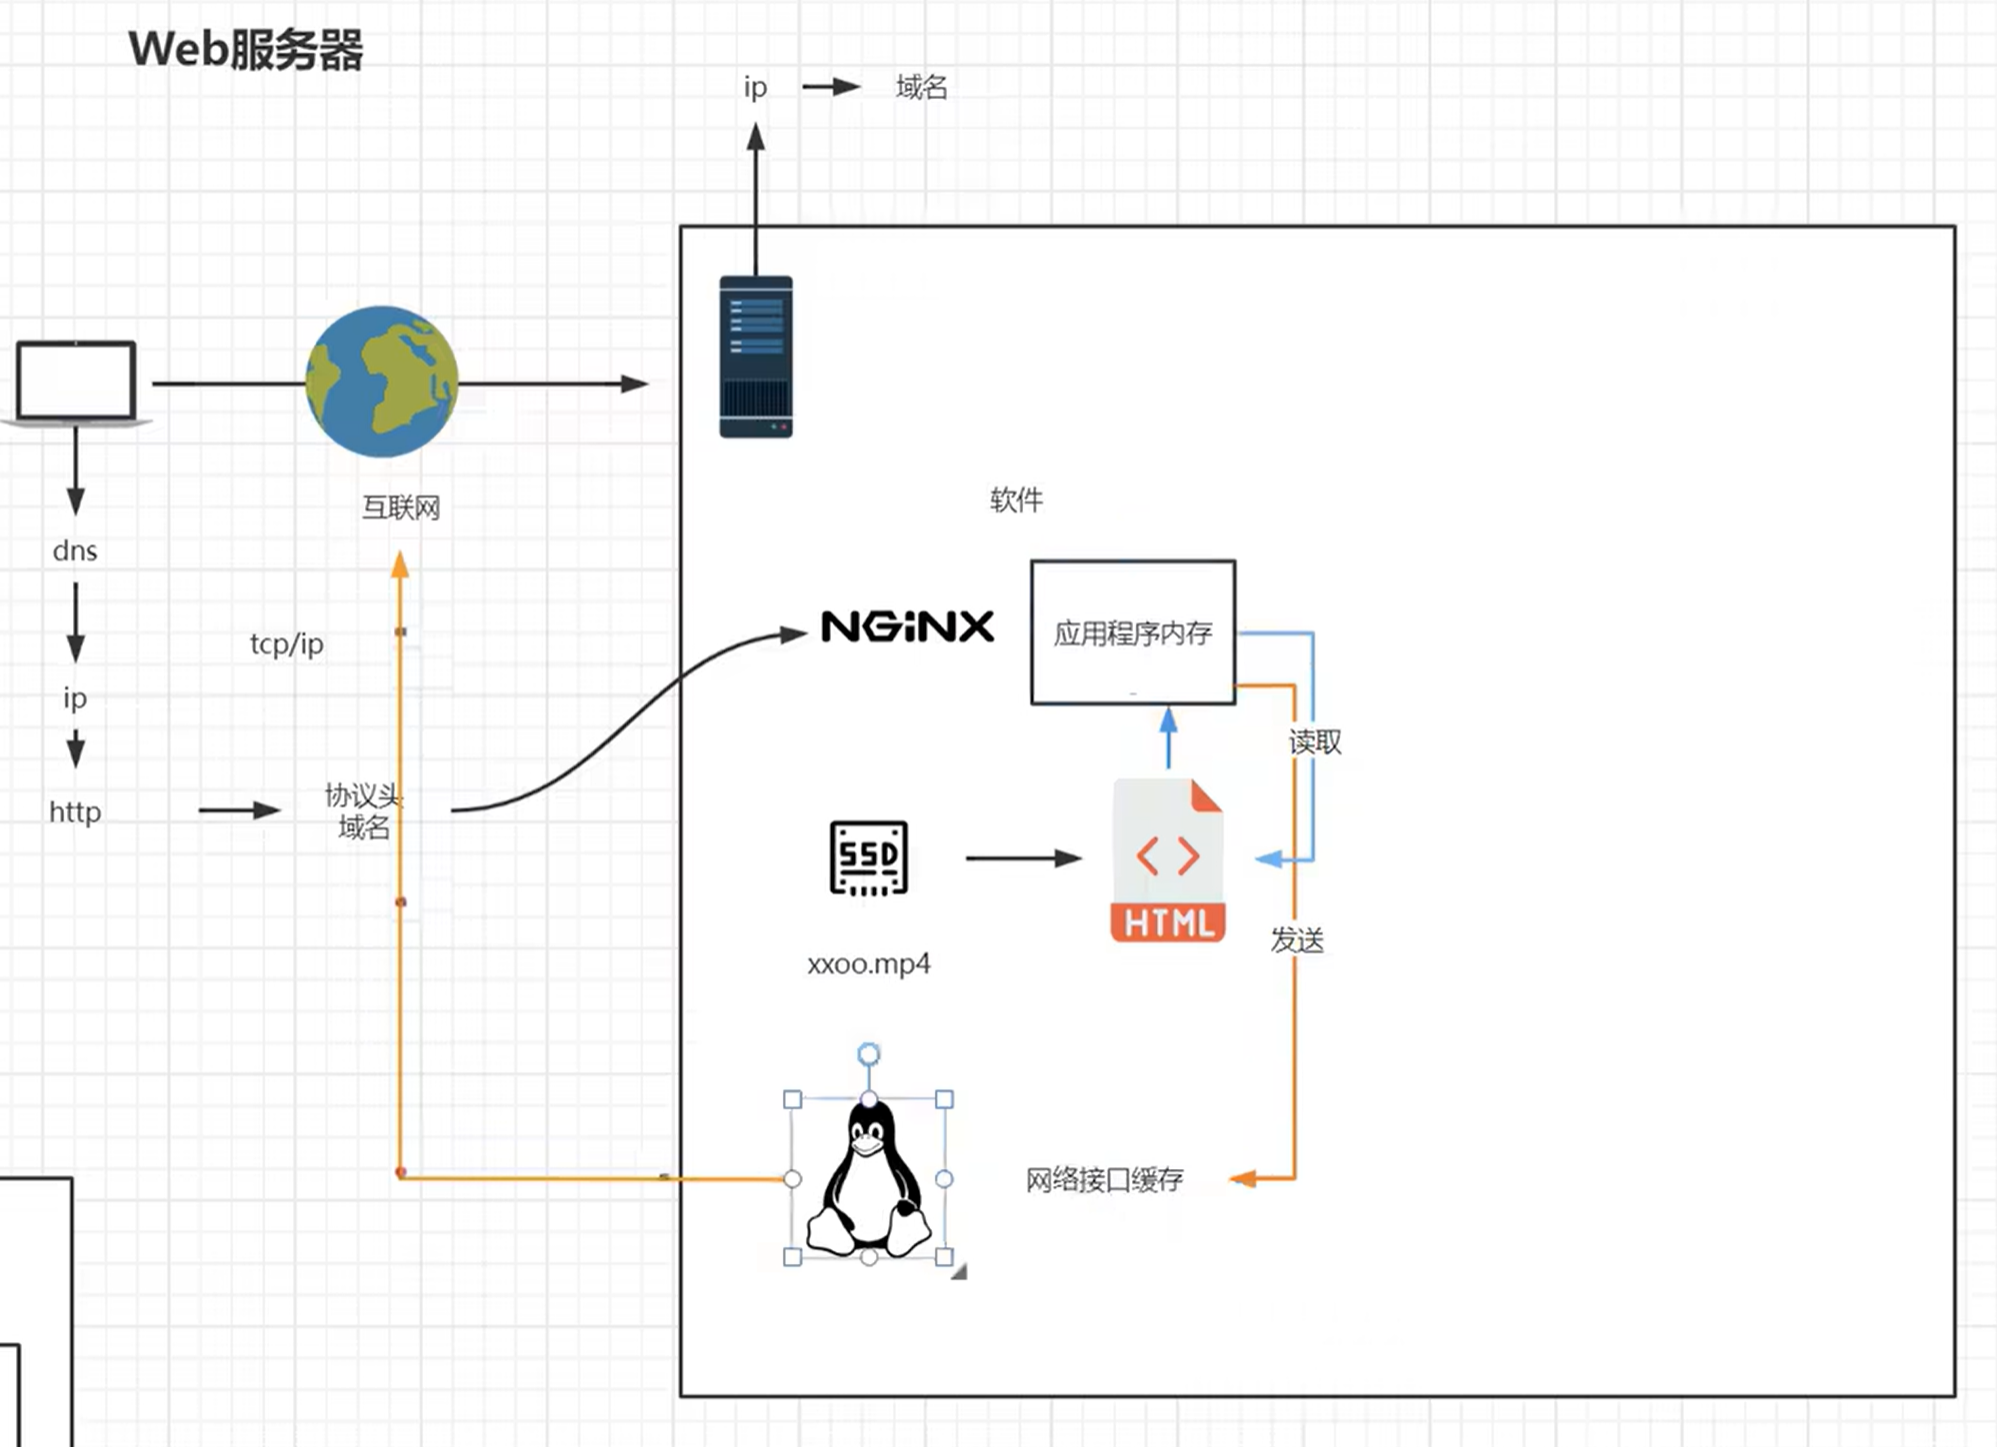 Web服务器
ip
域名
互联网
dns
软件
tcp/ip
NGiNX
应用程序内存
ip
读取
http
协议头
域名
SSD
HTML
发送
xxoo.mp4
网络接口缓存